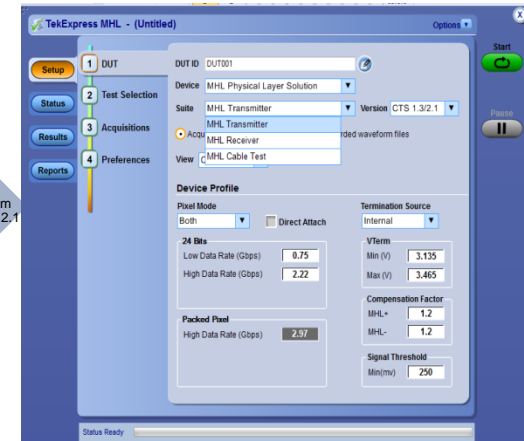 TekExpress MHL - (Untitled)
Options
x
Start
Pause
Setup
Status
Results
Reports
1 DUT
2 Test Selection
3 Acquisitions
4 Preferences
DUT ID DUT001
Device MHL Physical Layer Solution
Suite MHL Transmitter Version CTS 1.3/2.1
MHL Transmitter
MHL Receiver
MHL Cable Test
Acqu
rded waveform files
View C
Device Profile
Pixel Mode
Both
Direct Attach
Termination Source
Internal
24 Bits
Low Data Rate (Gbps) 0.75
High Data Rate (Gbps) 2.22
VTerm
Min (V) 3.135
Max (V) 3.465
Packed Pixel
High Data Rate (Gbps) 2.97
Compensation Factor
MHL+ 1.2
MHL- 1.2
Signal Threshold
Min(mv) 250
m
2.1
Status Ready